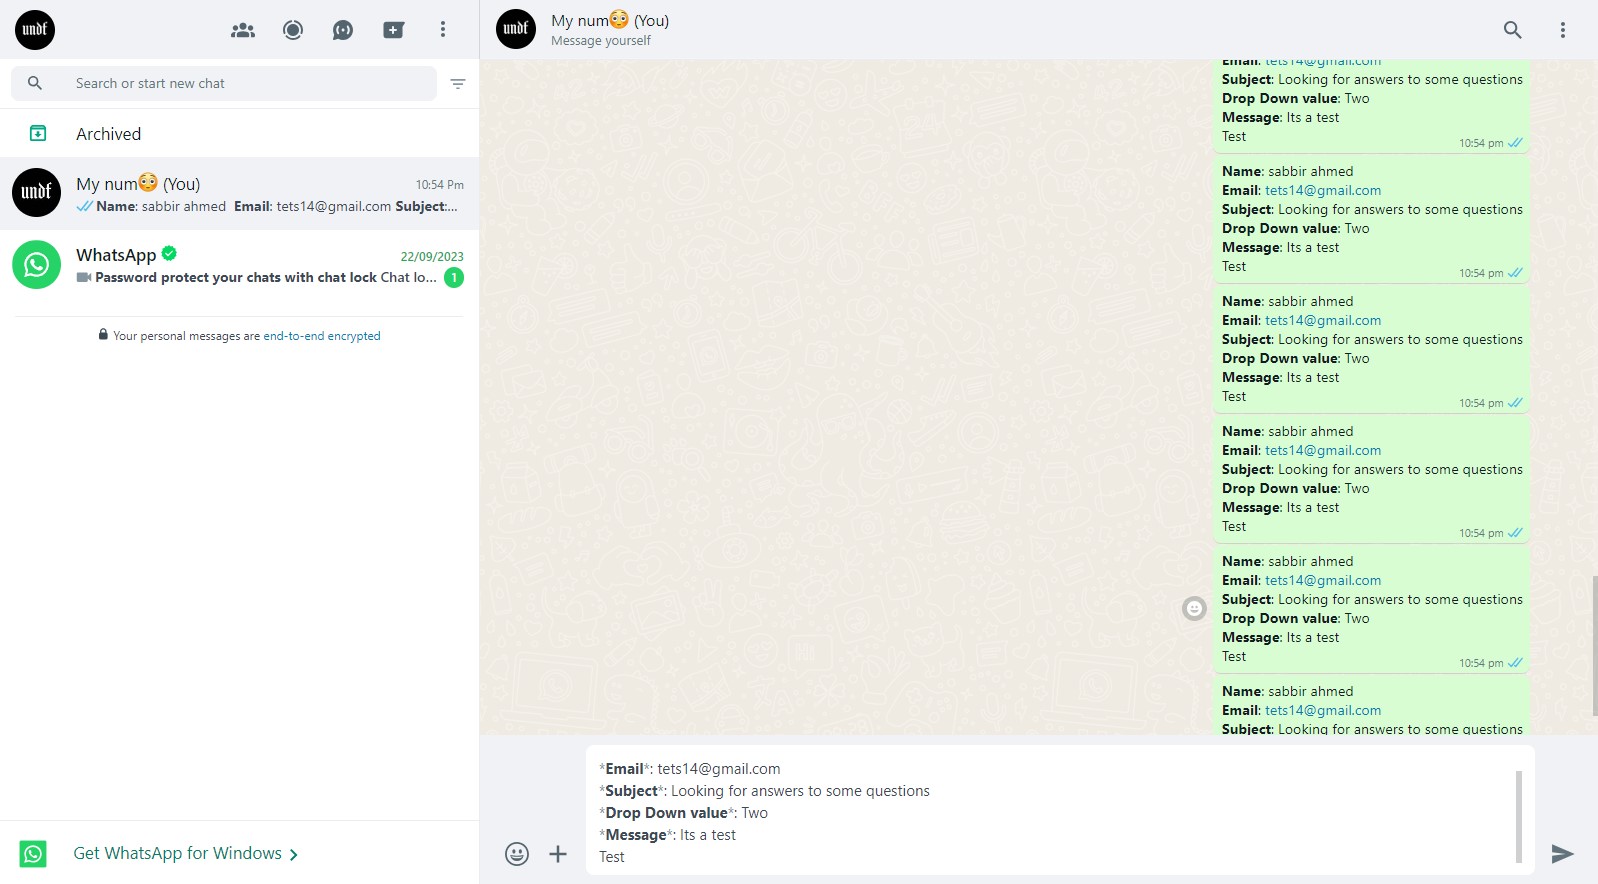 undf
Search or start new chat
Archived
undf
My num😳 (You)
10:54 Pm
Name: sabbir ahmed  Email: tets14@gmail.com Subject:...
WhatsApp
22/09/2023
Password protect your chats with chat lock Chat lo...
1
Your personal messages are end-to-end encrypted
Get WhatsApp for Windows
undf
My num😳 (You)
Message yourself
Email: tets14@gmail.com
Subject: Looking for answers to some questions
Drop Down value: Two
Message: Its a test
Test
10:54 pm
Name: sabbir ahmed
Email: tets14@gmail.com
Subject: Looking for answers to some questions
Drop Down value: Two
Message: Its a test
Test
10:54 pm
Name: sabbir ahmed
Email: tets14@gmail.com
Subject: Looking for answers to some questions
Drop Down value: Two
Message: Its a test
Test
10:54 pm
Name: sabbir ahmed
Email: tets14@gmail.com
Subject: Looking for answers to some questions
Drop Down value: Two
Message: Its a test
Test
10:54 pm
Name: sabbir ahmed
Email: tets14@gmail.com
Subject: Looking for answers to some questions
Drop Down value: Two
Message: Its a test
Test
10:54 pm
Name: sabbir ahmed
Email: tets14@gmail.com
Subject: Looking for answers to some questions
*Email*: tets14@gmail.com
*Subject*: Looking for answers to some questions
*Drop Down value*: Two
*Message*: Its a test
Test